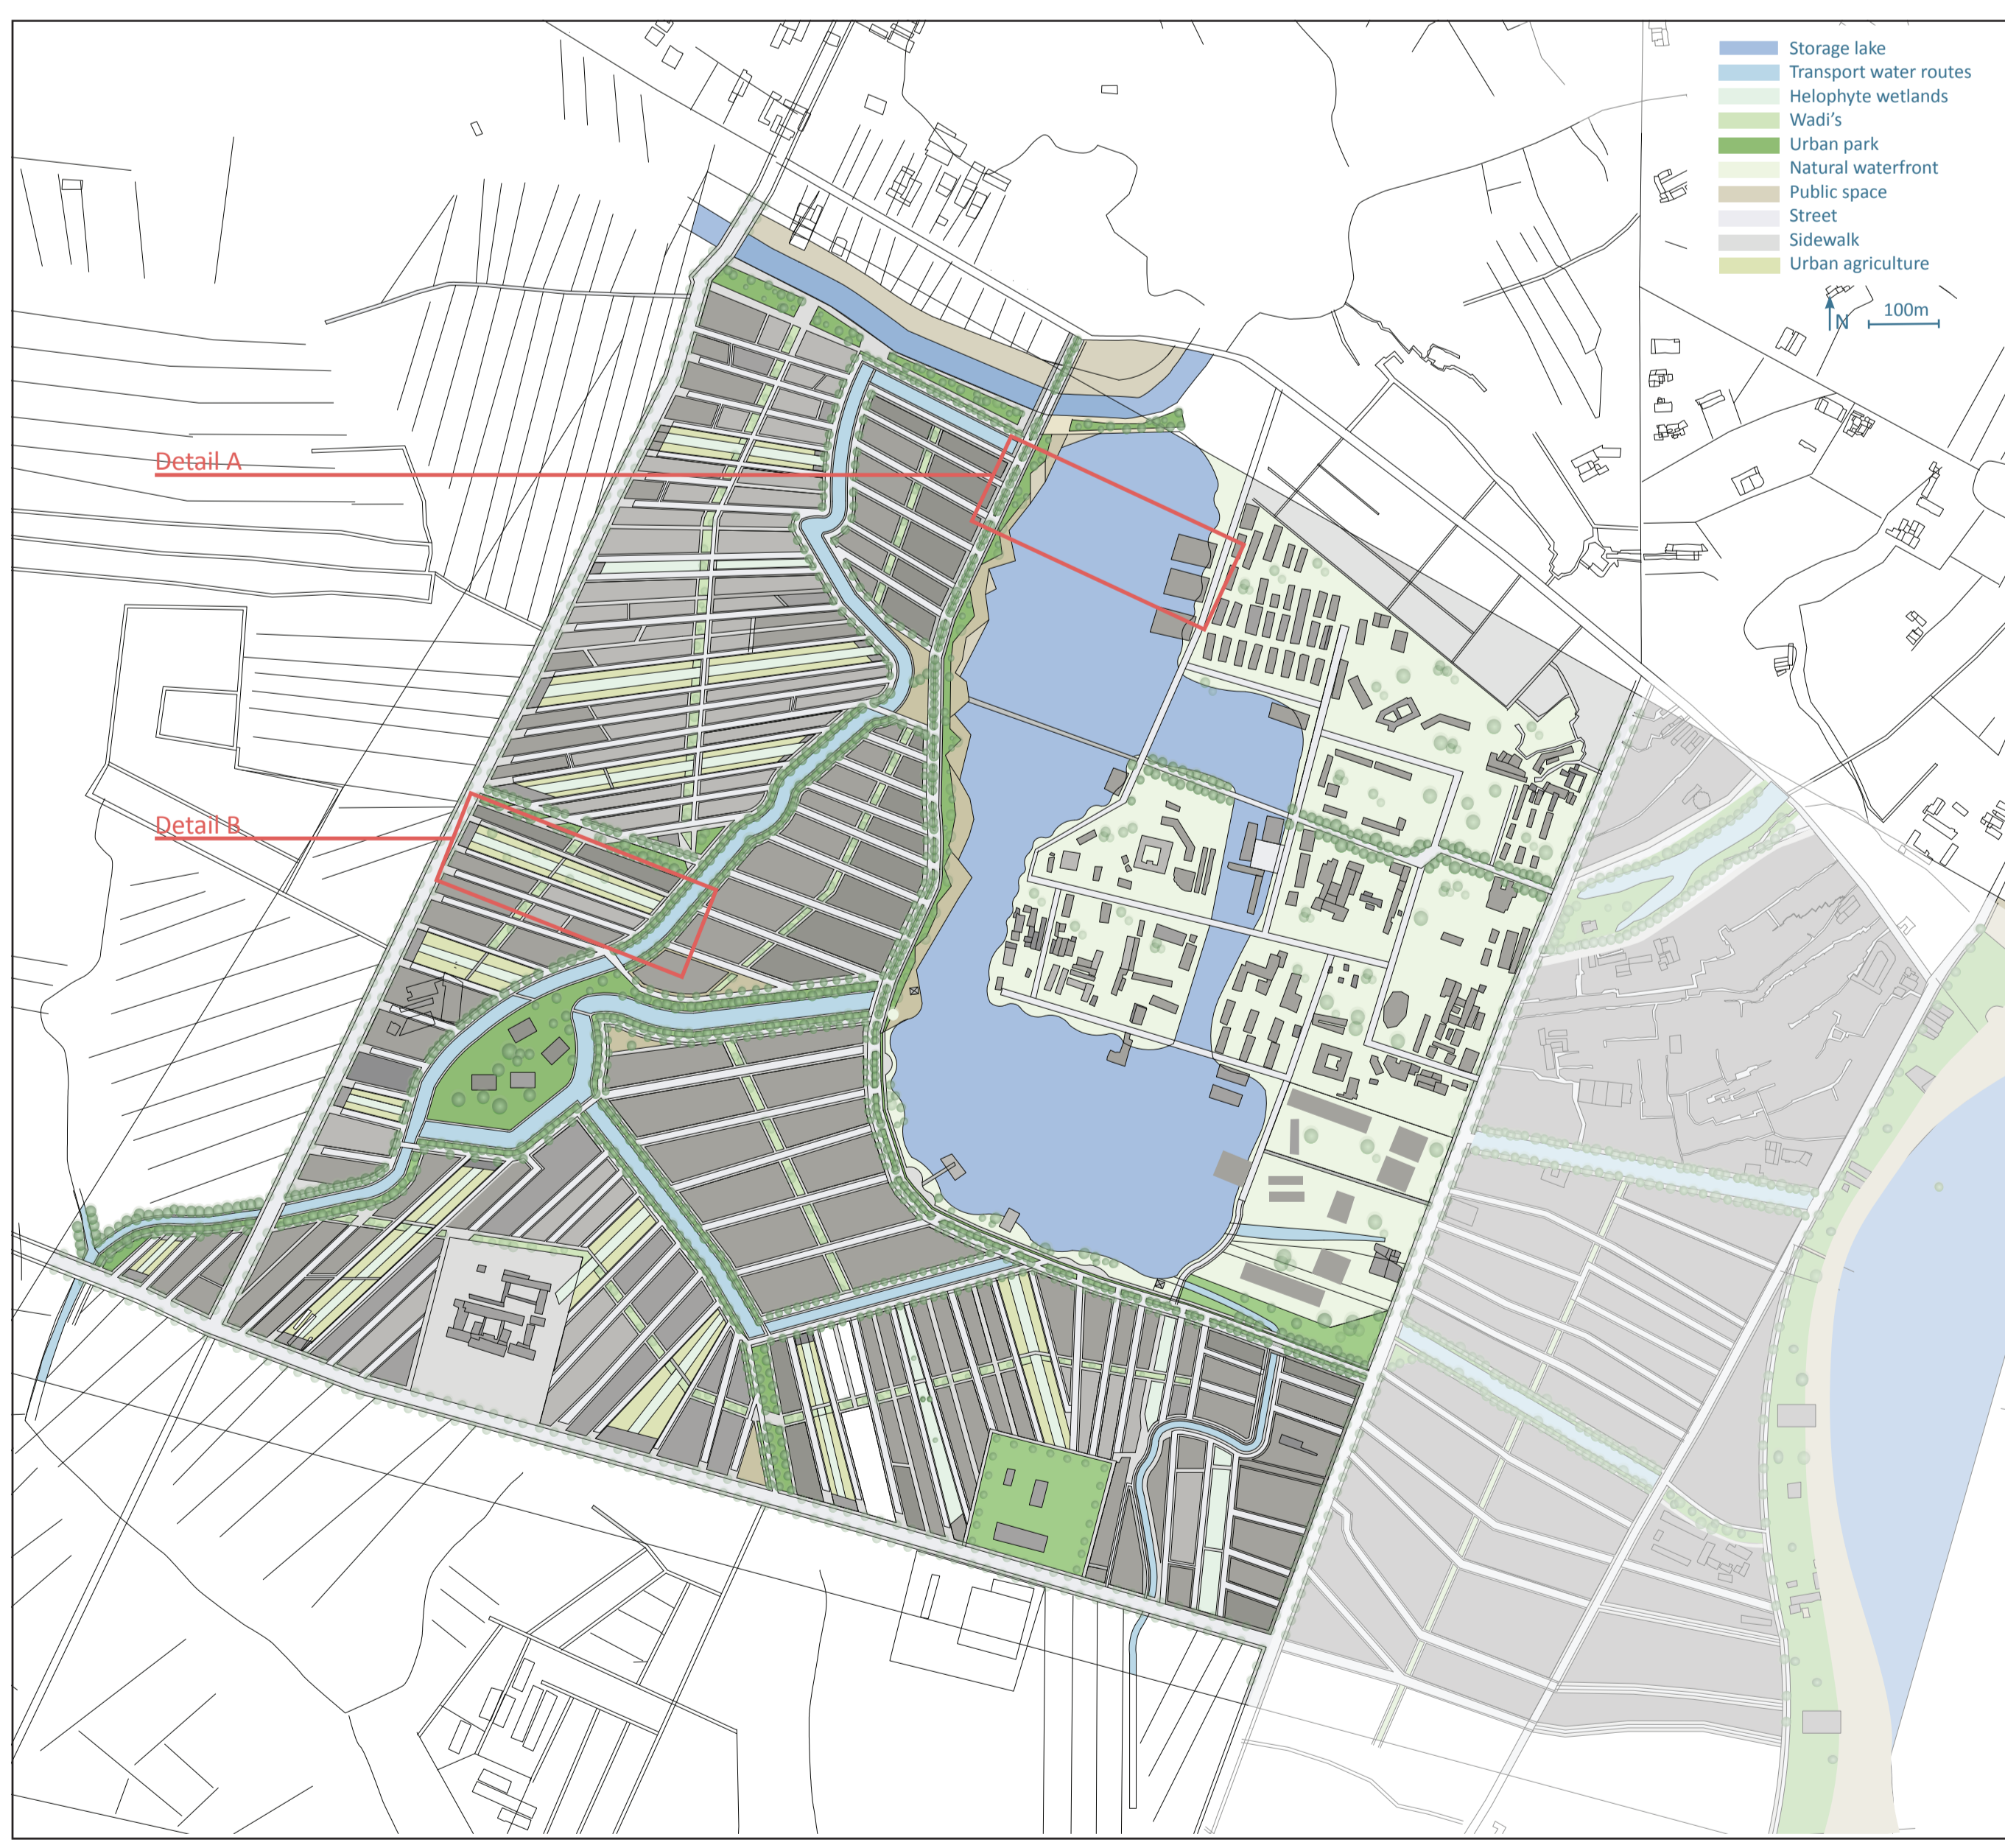 Storage lake
Transport water routes
Helophyte wetlands
Wadi's
Urban park
Natural waterfront
Public space
Street
Sidewalk
Urban agriculture
N
100m
Detail A
Detail B